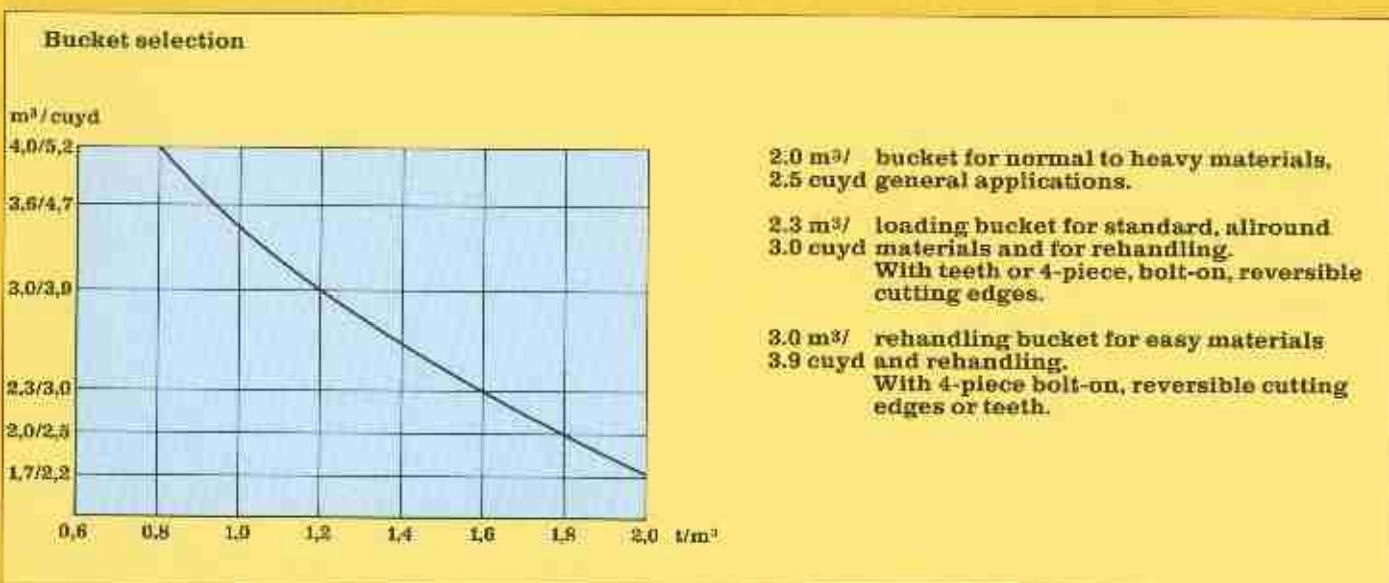 Bucket selection
m³/cuyd
4,0/5,2
3,6/4,7
3,0/3,9
2,3/3,0
2,0/2,5
1,7/2,2
0,6 0,8 1,0 1,2 1,4 1,6 1,8 2,0 t/m³
2.0 m³/ bucket for normal to heavy materials,
2.5 cuyd general applications.
2.3 m³/ loading bucket for standard, allround
3.0 cuyd materials and for rehandling.
With teeth or 4-piece, bolt-on, reversible
cutting edges.
3.0 m³/ rehandling bucket for easy materials
3.9 cuyd and rehandling.
With 4-piece bolt-on, reversible cutting
edges or teeth.